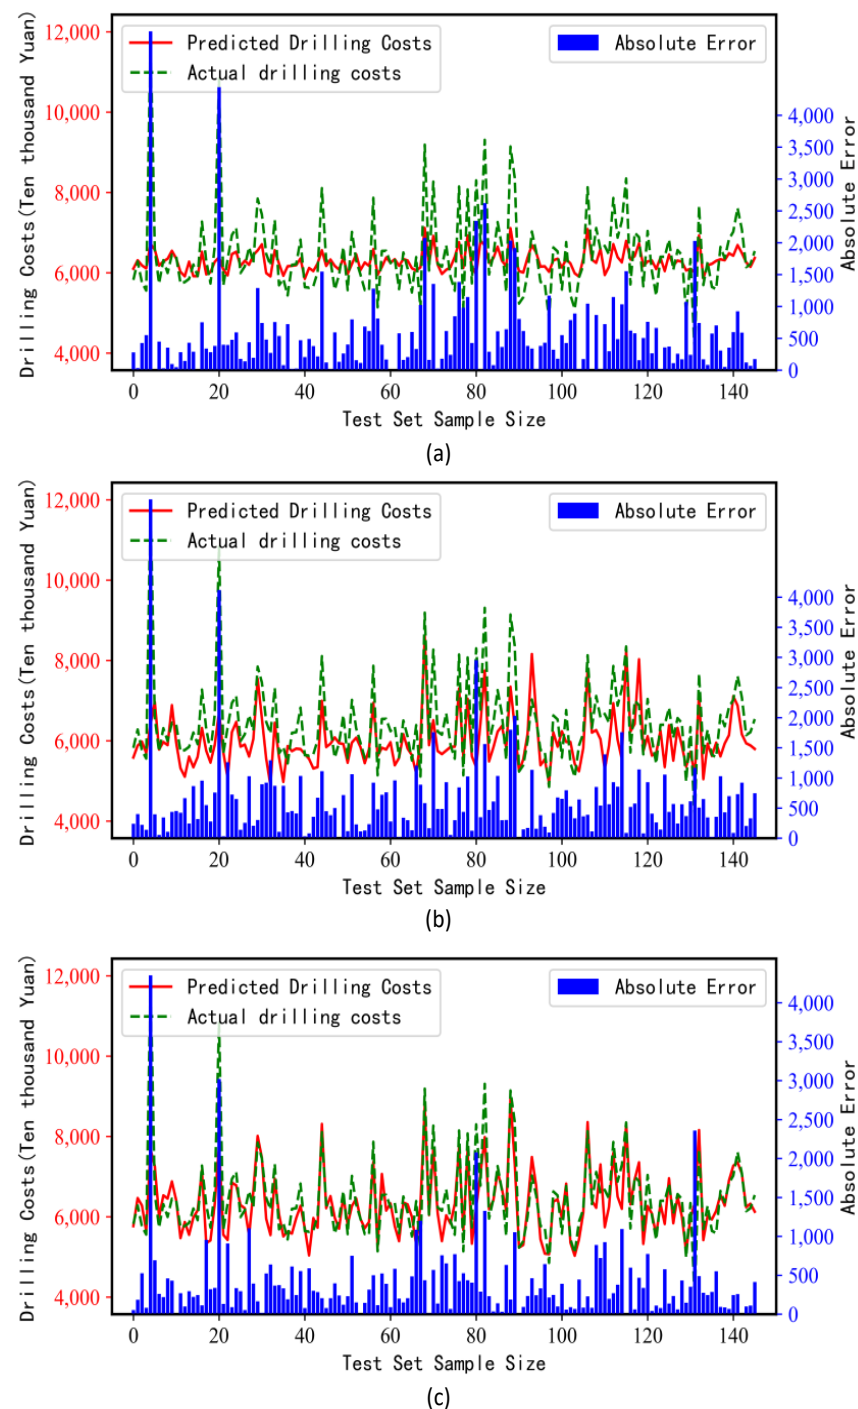 Predicted Drilling Costs
Actual drilling costs
Absolute Error
Drilling Costs(Ten thousand Yuan)
12,000
10,000
8,000
6,000
4,000
4,000
3,500
3,000
2,500
2,000
1,500
1,000
500
0
Absolute Error
0 20 40 60 80 100 120 140
Test Set Sample Size
(a)
Predicted Drilling Costs
Actual drilling costs
Absolute Error
Drilling Costs(Ten thousand Yuan)
12,000
10,000
8,000
6,000
4,000
4,000
3,500
3,000
2,500
2,000
1,500
1,000
500
0
Absolute Error
0 20 40 60 80 100 120 140
Test Set Sample Size
(b)
Predicted Drilling Costs
Actual drilling costs
Absolute Error
Drilling Costs(Ten thousand Yuan)
12,000
10,000
8,000
6,000
4,000
4,000
3,500
3,000
2,500
2,000
1,500
1,000
500
0
Absolute Error
0 20 40 60 80 100 120 140
Test Set Sample Size
(c)